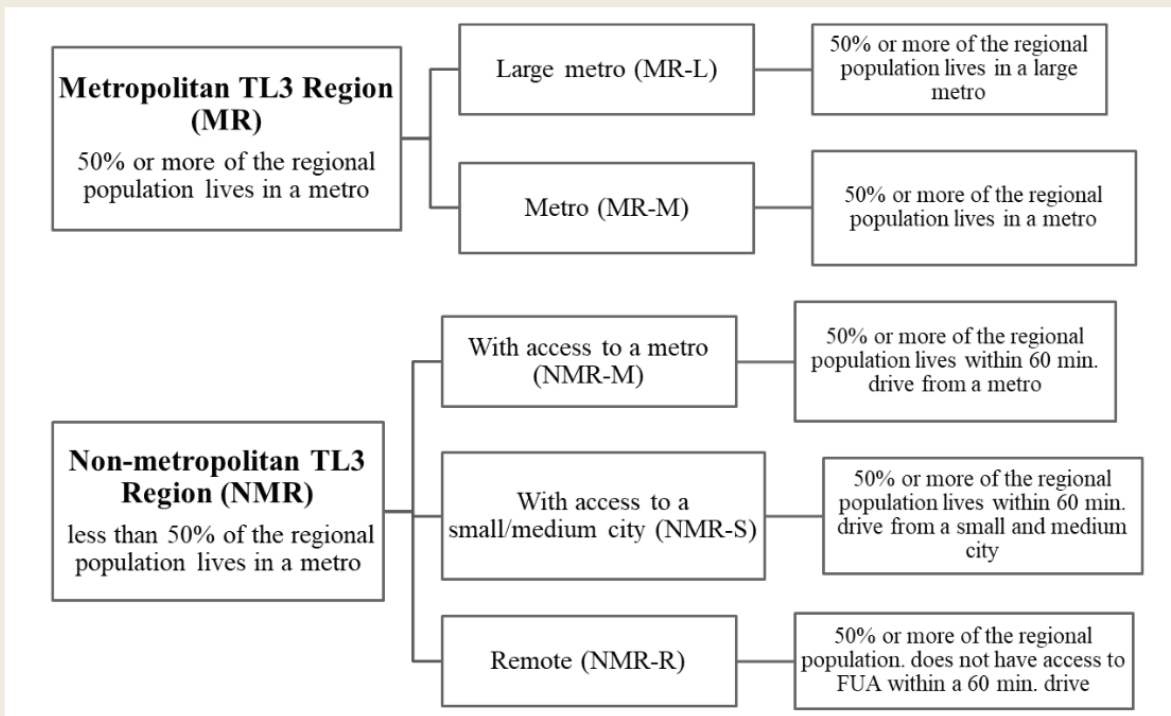 Metropolitan TL3 Region
(MR)
50% or more of the regional
population lives in a metro
Large metro (MR-L)
50% or more of the regional
population lives in a large
metro
Metro (MR-M)
50% or more of the regional
population lives in a metro
Non-metropolitan TL3
Region (NMR)
less than 50% of the regional
population lives in a metro
With access to a metro
(NMR-M)
50% or more of the regional
population lives within 60 min.
drive from a metro
With access to a
small/medium city (NMR-S)
50% or more of the regional
population lives within 60 min.
drive from a small and medium
city
Remote (NMR-R)
50% or more of the regional
population. does not have access to
FUA within a 60 min. drive